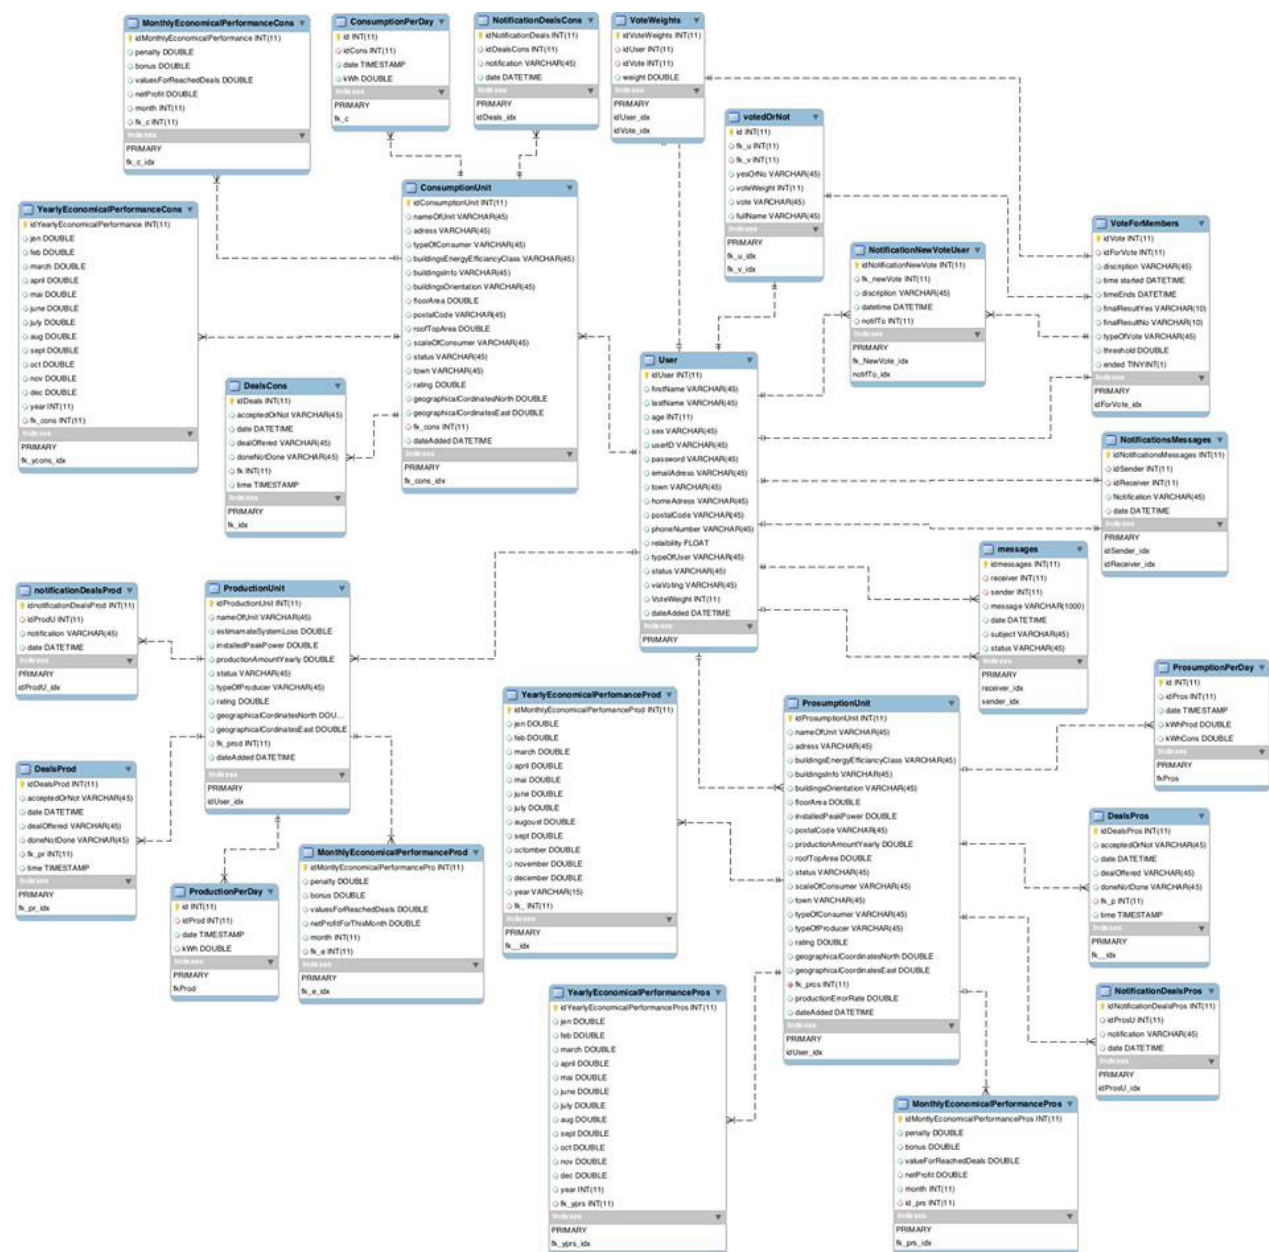 MonthlyEconomicalPerformanceCons
idMonthlyEconomicalPerformance INT(11)
penalty DOUBLE
bonus DOUBLE
valuesForReachedDeals DOUBLE
netProfit DOUBLE
month INT(11)
fk_c INT(11)
Indexes
PRIMARY
fk_c_idx
ConsumptionPerDay
id INT(11)
idCons INT(11)
date TIMESTAMP
kWh DOUBLE
Indexes
PRIMARY
fk_c
NotificationDealsCons
idNotificationDeals INT(11)
idDealsCons INT(11)
notification VARCHAR(45)
date DATETIME
Indexes
PRIMARY
idDeals_idx
VoteWeights
idVoteWeights INT(11)
idUser INT(11)
idVote INT(11)
weight DOUBLE
Indexes
PRIMARY
idUser_idx
idVote_idx
votedOrNot
id INT(11)
fk_u INT(11)
fk_v INT(11)
yesOrNo VARCHAR(45)
voteWeight INT(11)
vote VARCHAR(45)
fullName VARCHAR(45)
Indexes
PRIMARY
fk_u_idx
fk_v_idx
YearlyEconomicalPerformanceCons
idYearlyEconomicalPerformance INT(11)
jen DOUBLE
feb DOUBLE
march DOUBLE
april DOUBLE
mai DOUBLE
june DOUBLE
july DOUBLE
aug DOUBLE
sept DOUBLE
oct DOUBLE
nov DOUBLE
dec DOUBLE
year INT(11)
fk_cons INT(11)
Indexes
PRIMARY
fk_ycons_idx
ConsumptionUnit
idConsumptionUnit INT(11)
nameOfUnit VARCHAR(45)
adress VARCHAR(45)
typeOfConsumer VARCHAR(45)
buildingsEnergyEfficiancyClass VARCHAR(45)
buildingsInfo VARCHAR(45)
buildingsOrientation VARCHAR(45)
floorArea DOUBLE
postalCode VARCHAR(45)
roofTopArea DOUBLE
scaleOfConsumer VARCHAR(45)
status VARCHAR(45)
town VARCHAR(45)
rating DOUBLE
geographicalCordinatesNorth DOUBLE
geographicalCordinatesEast DOUBLE
fk_cons INT(11)
dateAdded DATETIME
Indexes
PRIMARY
fk_cons_idx
NotificationNewVoteUser
idNotificationNewVote INT(11)
fk_newVote INT(11)
discription VARCHAR(45)
datetime DATETIME
notifTo INT(11)
Indexes
PRIMARY
fk_NewVote_idx
notifTo_idx
VoteForMembers
idVote INT(11)
idForVote INT(11)
discription VARCHAR(45)
time started DATETIME
timeEnds DATETIME
finalResultYes VARCHAR(10)
finalResultNo VARCHAR(10)
typeOfVote VARCHAR(45)
threshold DOUBLE
ended TINYINT(1)
Indexes
PRIMARY
idForVote_idx
DealsCons
idDeals INT(11)
acceptedOrNot VARCHAR(45)
date DATETIME
dealOffered VARCHAR(45)
doneNotDone VARCHAR(45)
fk INT(11)
time TIMESTAMP
Indexes
PRIMARY
fk_idx
User
idUser INT(11)
firstName VARCHAR(45)
lastName VARCHAR(45)
age INT(11)
sex VARCHAR(45)
userID VARCHAR(45)
password VARCHAR(45)
emailAdress VARCHAR(45)
town VARCHAR(45)
homeAdress VARCHAR(45)
postalCode VARCHAR(45)
phoneNumber VARCHAR(45)
relaibility FLOAT
typeOfUser VARCHAR(45)
status VARCHAR(45)
viaVoting VARCHAR(45)
VoteWeight INT(11)
dateAdded DATETIME
Indexes
PRIMARY
NotificationsMessages
idNotificationsMessages INT(11)
idSender INT(11)
idReceiver INT(11)
Notification VARCHAR(45)
date DATETIME
Indexes
PRIMARY
idSender_idx
idReceiver_idx
messages
idmessages INT(11)
receiver INT(11)
sender INT(11)
message VARCHAR(1000)
date DATETIME
subject VARCHAR(45)
status VARCHAR(45)
Indexes
PRIMARY
receiver_idx
sender_idx
notificationDealsProd
idnotificationDealsProd INT(11)
idProdU INT(11)
notification VARCHAR(45)
date DATETIME
Indexes
PRIMARY
idProdU_idx
ProductionUnit
idProductionUnit INT(11)
nameOfUnit VARCHAR(45)
estimamateSystemLoss DOUBLE
installedPeakPower DOUBLE
productionAmountYearly DOUBLE
status VARCHAR(45)
typeOfProducer VARCHAR(45)
rating DOUBLE
geographicalCordinatesNorth DOU...
geographicalCordinatesEast DOUBLE
fk_prod INT(11)
dateAdded DATETIME
Indexes
PRIMARY
idUser_idx
DealsProd
idDealsProd INT(11)
acceptedOrNot VARCHAR(45)
date DATETIME
dealOffered VARCHAR(45)
doneNotDone VARCHAR(45)
fk_pr INT(11)
time TIMESTAMP
Indexes
PRIMARY
fk_pr_idx
ProductionPerDay
id INT(11)
idProd INT(11)
date TIMESTAMP
kWh DOUBLE
Indexes
PRIMARY
fkProd
MonthlyEconomicalPerformanceProd
idMontlyEconomicalPerformancePro INT(11)
penalty DOUBLE
bonus DOUBLE
valuesForReachedDeals DOUBLE
netProfitForThisMonth DOUBLE
month INT(11)
fk_e INT(11)
Indexes
PRIMARY
fk_e_idx
YearlyEconomicalPerfomanceProd
idMonthlyEconomicalPerfomanceProd INT(11)
jen DOUBLE
feb DOUBLE
march DOUBLE
april DOUBLE
mai DOUBLE
june DOUBLE
july DOUBLE
augoust DOUBLE
sept DOUBLE
octomber DOUBLE
november DOUBLE
december DOUBLE
year VARCHAR(15)
fk_ INT(11)
Indexes
PRIMARY
fk__idx
ProsumptionUnit
idProsumptionUnit INT(11)
nameOfUnit VARCHAR(45)
adress VARCHAR(45)
buildingsEnergyEfficiancyClass VARCHAR(45)
buildingsInfo VARCHAR(45)
buildingsOrientation VARCHAR(45)
floorArea DOUBLE
installedPeakPower DOUBLE
postalCode VARCHAR(45)
productionAmountYearly DOUBLE
roofTopArea DOUBLE
status VARCHAR(45)
scaleOfConsumer VARCHAR(45)
town VARCHAR(45)
typeOfConsumer VARCHAR(45)
typeOfProducer VARCHAR(45)
rating DOUBLE
geographicalCoordinatesNorth DOUBLE
geographicalCoordinatesEast DOUBLE
fk_pros INT(11)
productionErrorRate DOUBLE
dateAdded DATETIME
Indexes
PRIMARY
idUser_idx
ProsumptionPerDay
id INT(11)
idPros INT(11)
date TIMESTAMP
kWhProd DOUBLE
kWhCons DOUBLE
Indexes
PRIMARY
fkPros
DealsPros
idDealsPros INT(11)
acceptedOrNot VARCHAR(45)
date DATETIME
dealOffered VARCHAR(45)
doneNotDone VARCHAR(45)
fk_p INT(11)
time TIMESTAMP
Indexes
PRIMARY
fk__idx
NotificationDealsPros
idNotificationDealsPros INT(11)
idProsU INT(11)
notification VARCHAR(45)
date DATETIME
Indexes
PRIMARY
idProsU_idx
YearlyEconomicalPerformancePros
idYearlyEconomicalPerformancePros INT(11)
jen DOUBLE
feb DOUBLE
march DOUBLE
april DOUBLE
mai DOUBLE
june DOUBLE
july DOUBLE
aug DOUBLE
sept DOUBLE
oct DOUBLE
nov DOUBLE
dec DOUBLE
year INT(11)
fk_yprs INT(11)
Indexes
PRIMARY
fk_yprs_idx
MonthlyEconomicalPerformancePros
idMontlyEconomicalPerformancePros INT(11)
penalty DOUBLE
bonus DOUBLE
valueForReachedDeals DOUBLE
netProfit DOUBLE
month INT(11)
id_prs INT(11)
Indexes
PRIMARY
fk_prs_idx